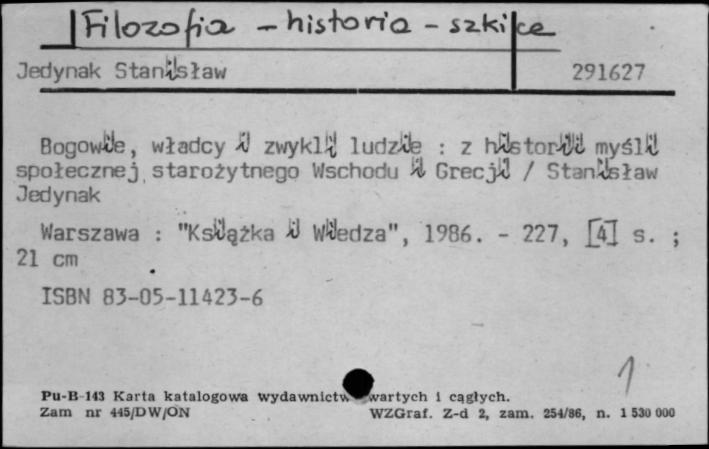 Filozofia - historia - szkice
Jedynak Stanisław 291627
Bogowie, władcy i zwykli ludzie : z historii myśli
społecznej starożytnego Wschodu i Grecji / Stanisław
Jedynak
Warszawa : "Książka i Wiedza", 1986. - 227, [4] s. ;
21 cm
ISBN 83-05-11423-6
1
Pu-B-143 Karta katalogowa wydawnictw zwartych i ciągłych.
Zam nr 445/DW/ON WZGraf. Z-d 2, zam. 254/86, n. 1 530 000